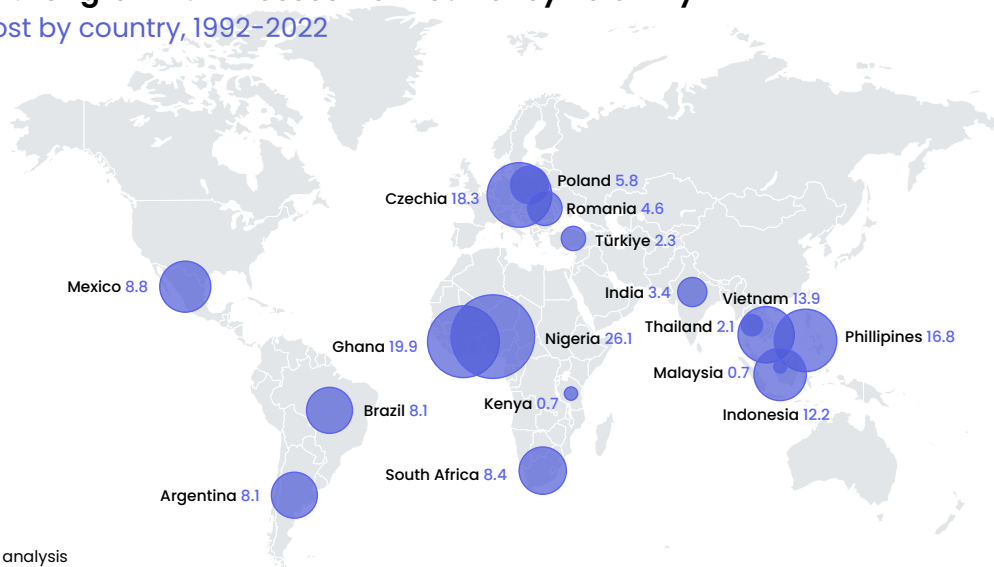 ost by country, 1992-2022
Poland 5.8
Czechia 18.3
Romania 4.6
Türkiye 2.3
Mexico 8.8
India 3.4
Vietnam 13.9
Thailand 2.1
Phillipines 16.8
Ghana 19.9
Nigeria 26.1
Malaysia 0.7
Kenya 0.7
Brazil 8.1
Indonesia 12.2
South Africa 8.4
Argentina 8.1
analysis